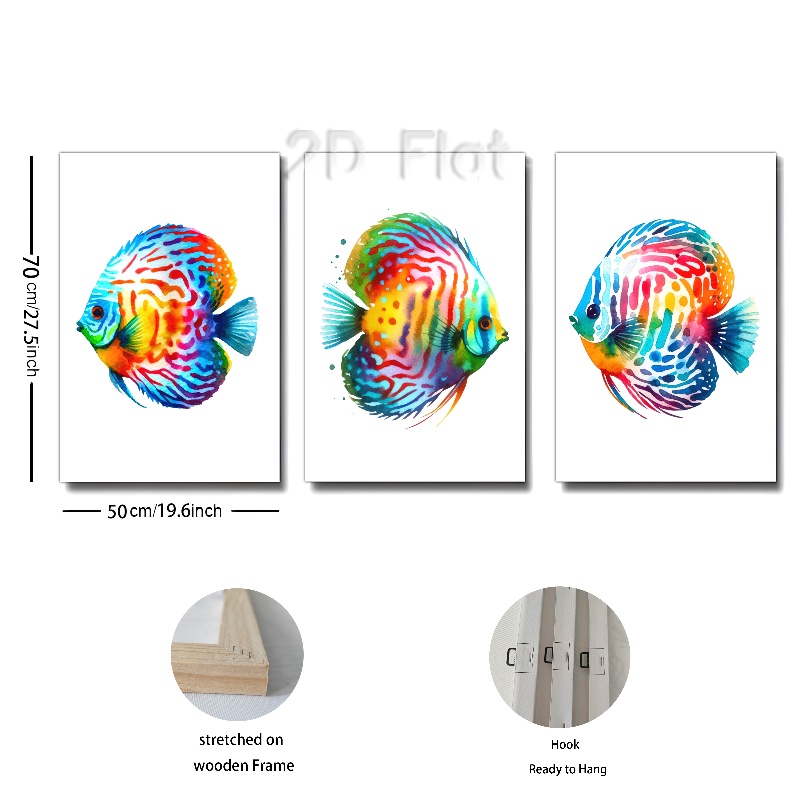 2D Flat
70 cm/27.5inch
50 cm/19.6inch
stretched on
wooden Frame
Hook
Ready to Hang